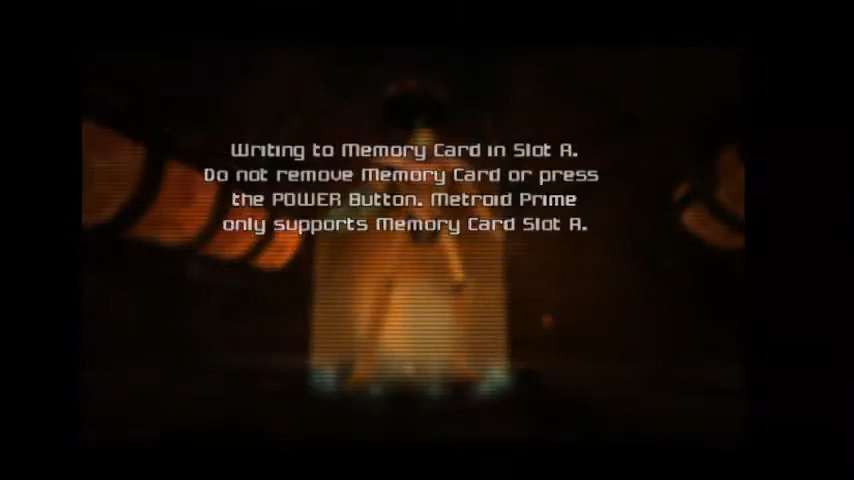 Writing to Memory Card in Slot A.
Do not remove Memory Card or press
the POWER Button. Metroid Prime
only supports Memory Card Slot A.